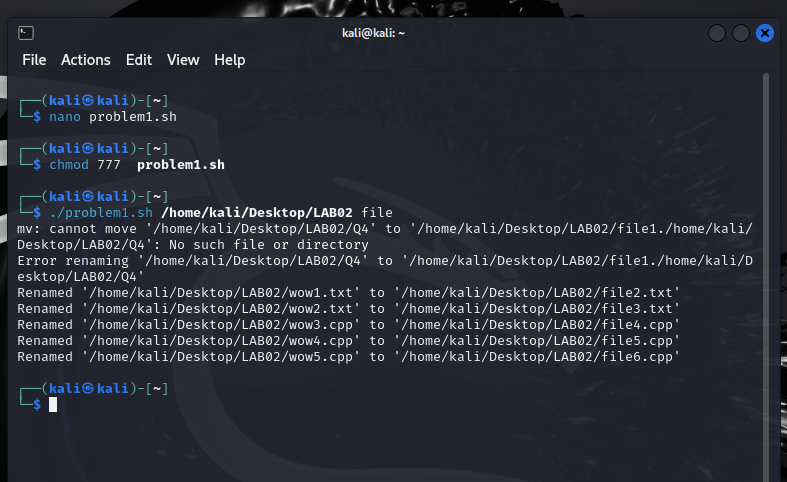 kali@kali: ~
File Actions Edit View Help
┌──(kali㉿kali)-[~]
└─$ nano problem1.sh
┌──(kali㉿kali)-[~]
└─$ chmod 777  problem1.sh
┌──(kali㉿kali)-[~]
└─$ ./problem1.sh /home/kali/Desktop/LAB02 file
mv: cannot move '/home/kali/Desktop/LAB02/Q4' to '/home/kali/Desktop/LAB02/file1./home/kali/
Desktop/LAB02/Q4': No such file or directory
Error renaming '/home/kali/Desktop/LAB02/Q4' to '/home/kali/Desktop/LAB02/file1./home/kali/D
esktop/LAB02/Q4'
Renamed '/home/kali/Desktop/LAB02/wow1.txt' to '/home/kali/Desktop/LAB02/file2.txt'
Renamed '/home/kali/Desktop/LAB02/wow2.txt' to '/home/kali/Desktop/LAB02/file3.txt'
Renamed '/home/kali/Desktop/LAB02/wow3.cpp' to '/home/kali/Desktop/LAB02/file4.cpp'
Renamed '/home/kali/Desktop/LAB02/wow4.cpp' to '/home/kali/Desktop/LAB02/file5.cpp'
Renamed '/home/kali/Desktop/LAB02/wow5.cpp' to '/home/kali/Desktop/LAB02/file6.cpp'
┌──(kali㉿kali)-[~]
└─$